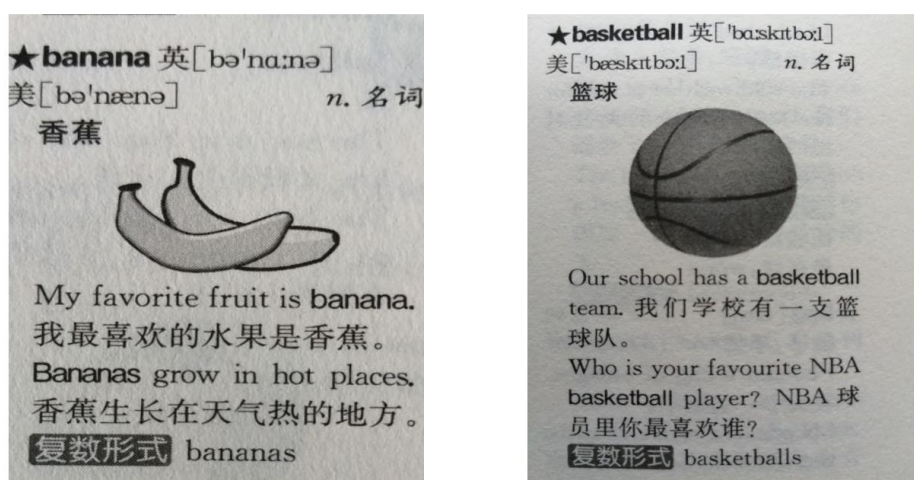 ★banana 英[bə'nɑːnə]
美[bə'nænə] n. 名词
香蕉
My favorite fruit is banana.
我最喜欢的水果是香蕉。
Bananas grow in hot places.
香蕉生长在天气热的地方。
复数形式 bananas
★basketball 英['bɑːskɪtbɔːl]
美['bæskɪtbɔːl] n. 名词
篮球
Our school has a basketball
team. 我们学校有一支篮
球队。
Who is your favourite NBA
basketball player? NBA 球
员里你最喜欢谁?
复数形式 basketballs